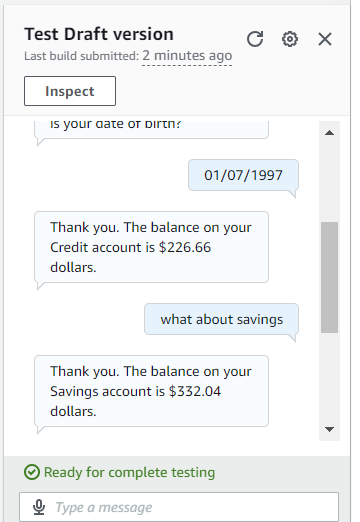 Test Draft version
Last build submitted: 2 minutes ago
Inspect
is your date of birth?
01/07/1997
Thank you. The balance on your
Credit account is $226.66
dollars.
what about savings
Thank you. The balance on your
Savings account is $332.04
dollars.
Ready for complete testing
Type a message